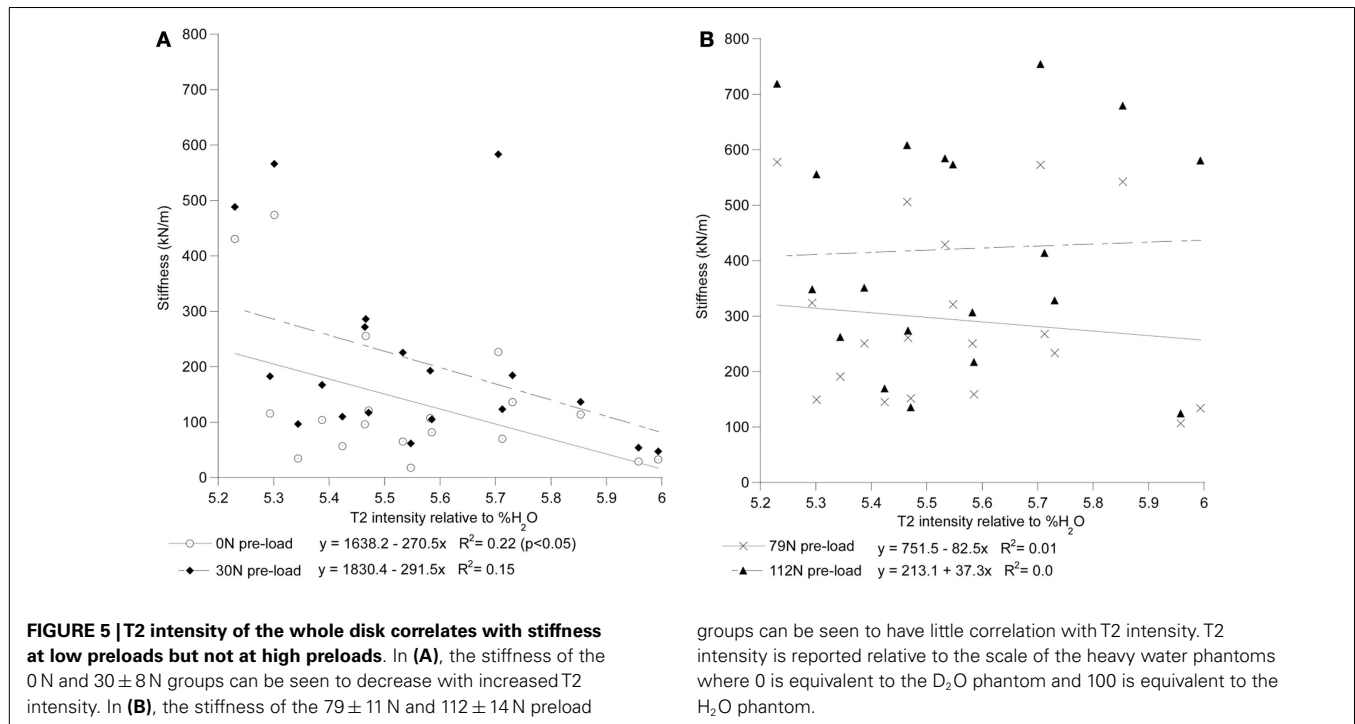 A
800
700
600
500
400
300
200
100
0
Stiffness (kN/m)
5.2 5.3 5.4 5.5 5.6 5.7 5.8 5.9 6
T2 intensity relative to %H₂O
0N pre-load y = 1638.2 - 270.5x R²= 0.22 (p<0.05)
30N pre-load y = 1830.4 - 291.5x R²= 0.15
B
800
700
600
500
400
300
200
100
0
Stiffness (kN/m)
5.2 5.3 5.4 5.5 5.6 5.7 5.8 5.9 6
T2 intensity relative to %H₂O
79N pre-load y = 751.5 - 82.5x R²= 0.01
112N pre-load y = 213.1 + 37.3x R²= 0.0
FIGURE 5 | T2 intensity of the whole disk correlates with stiffness
at low preloads but not at high preloads. In (A), the stiffness of the
0 N and 30 ± 8 N groups can be seen to decrease with increased T2
intensity. In (B), the stiffness of the 79 ± 11 N and 112 ± 14 N preload
groups can be seen to have little correlation with T2 intensity. T2
intensity is reported relative to the scale of the heavy water phantoms
where 0 is equivalent to the D₂O phantom and 100 is equivalent to the
H₂O phantom.